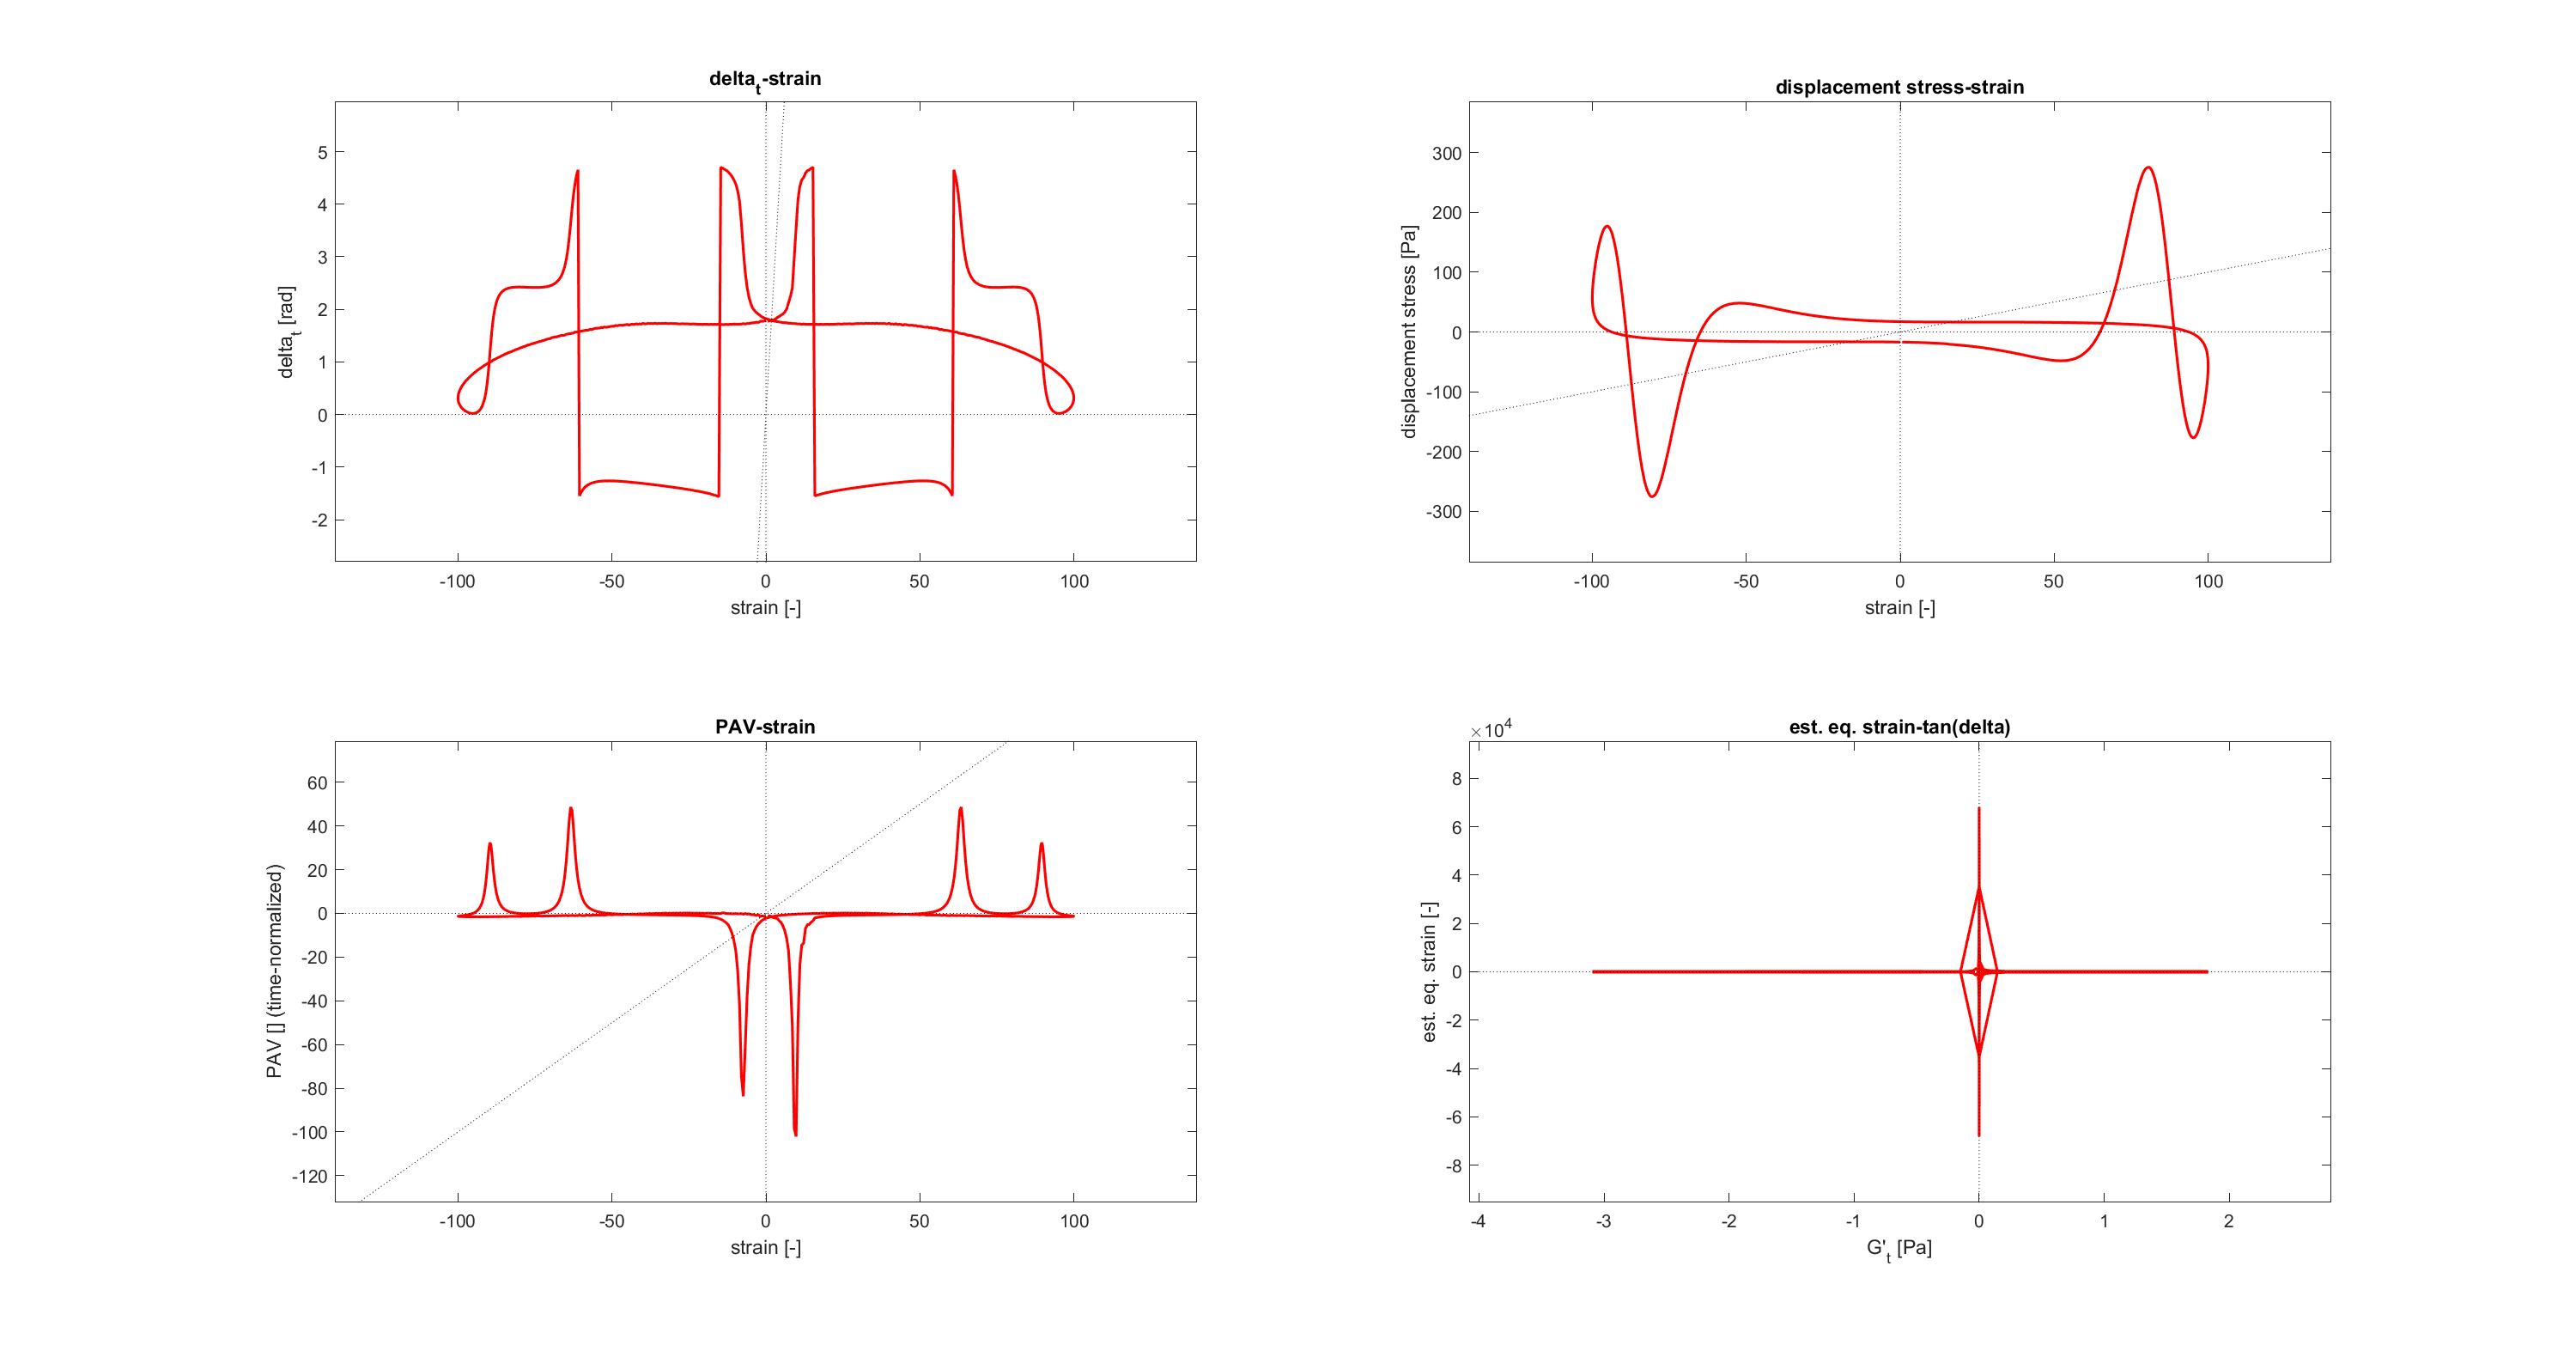 delta_t-strain
5
4
3
2
1
0
-1
-2
delta_t [rad]
-100 -50 0 50 100
strain [-]
displacement stress-strain
300
200
100
0
-100
-200
-300
displacement stress [Pa]
-100 -50 0 50 100
strain [-]
PAV-strain
60
40
20
0
-20
-40
-60
-80
-100
-120
PAV [] (time-normalized)
-100 -50 0 50 100
strain [-]
est. eq. strain-tan(delta)
×10^4
8
6
4
2
0
-2
-4
-6
-8
est. eq. strain [-]
-4 -3 -2 -1 0 1 2
G'_t [Pa]